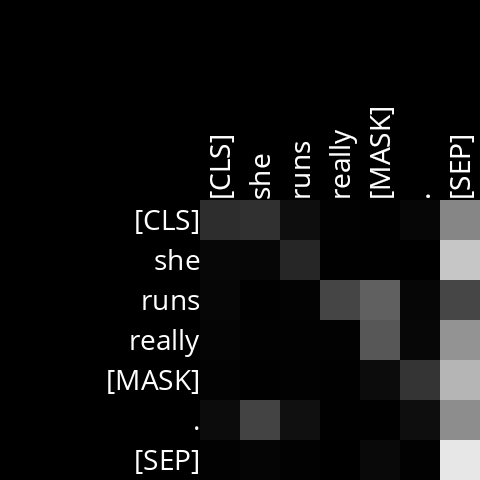 [CLS] she runs really [MASK] . [SEP]
[CLS]
she
runs
really
[MASK]
.
[SEP]